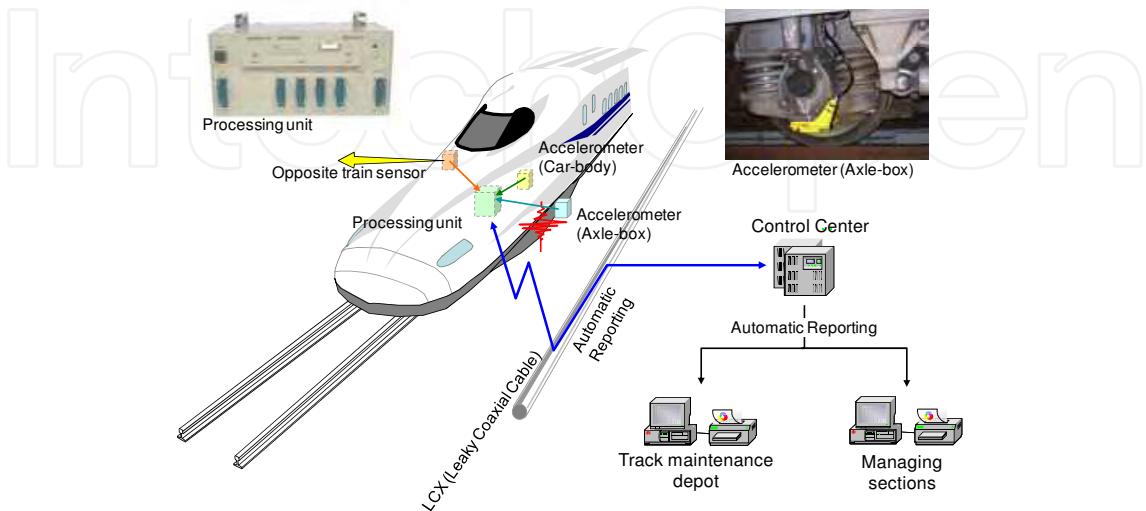 IntechOpen
Processing unit
Opposite train sensor
Accelerometer
(Car-body)
Processing unit
Accelerometer
(Axle-box)
Accelerometer (Axle-box)
Control Center
Automatic
Reporting
LCX (Leaky Coaxial Cable)
Automatic Reporting
Track maintenance
depot
Managing
sections